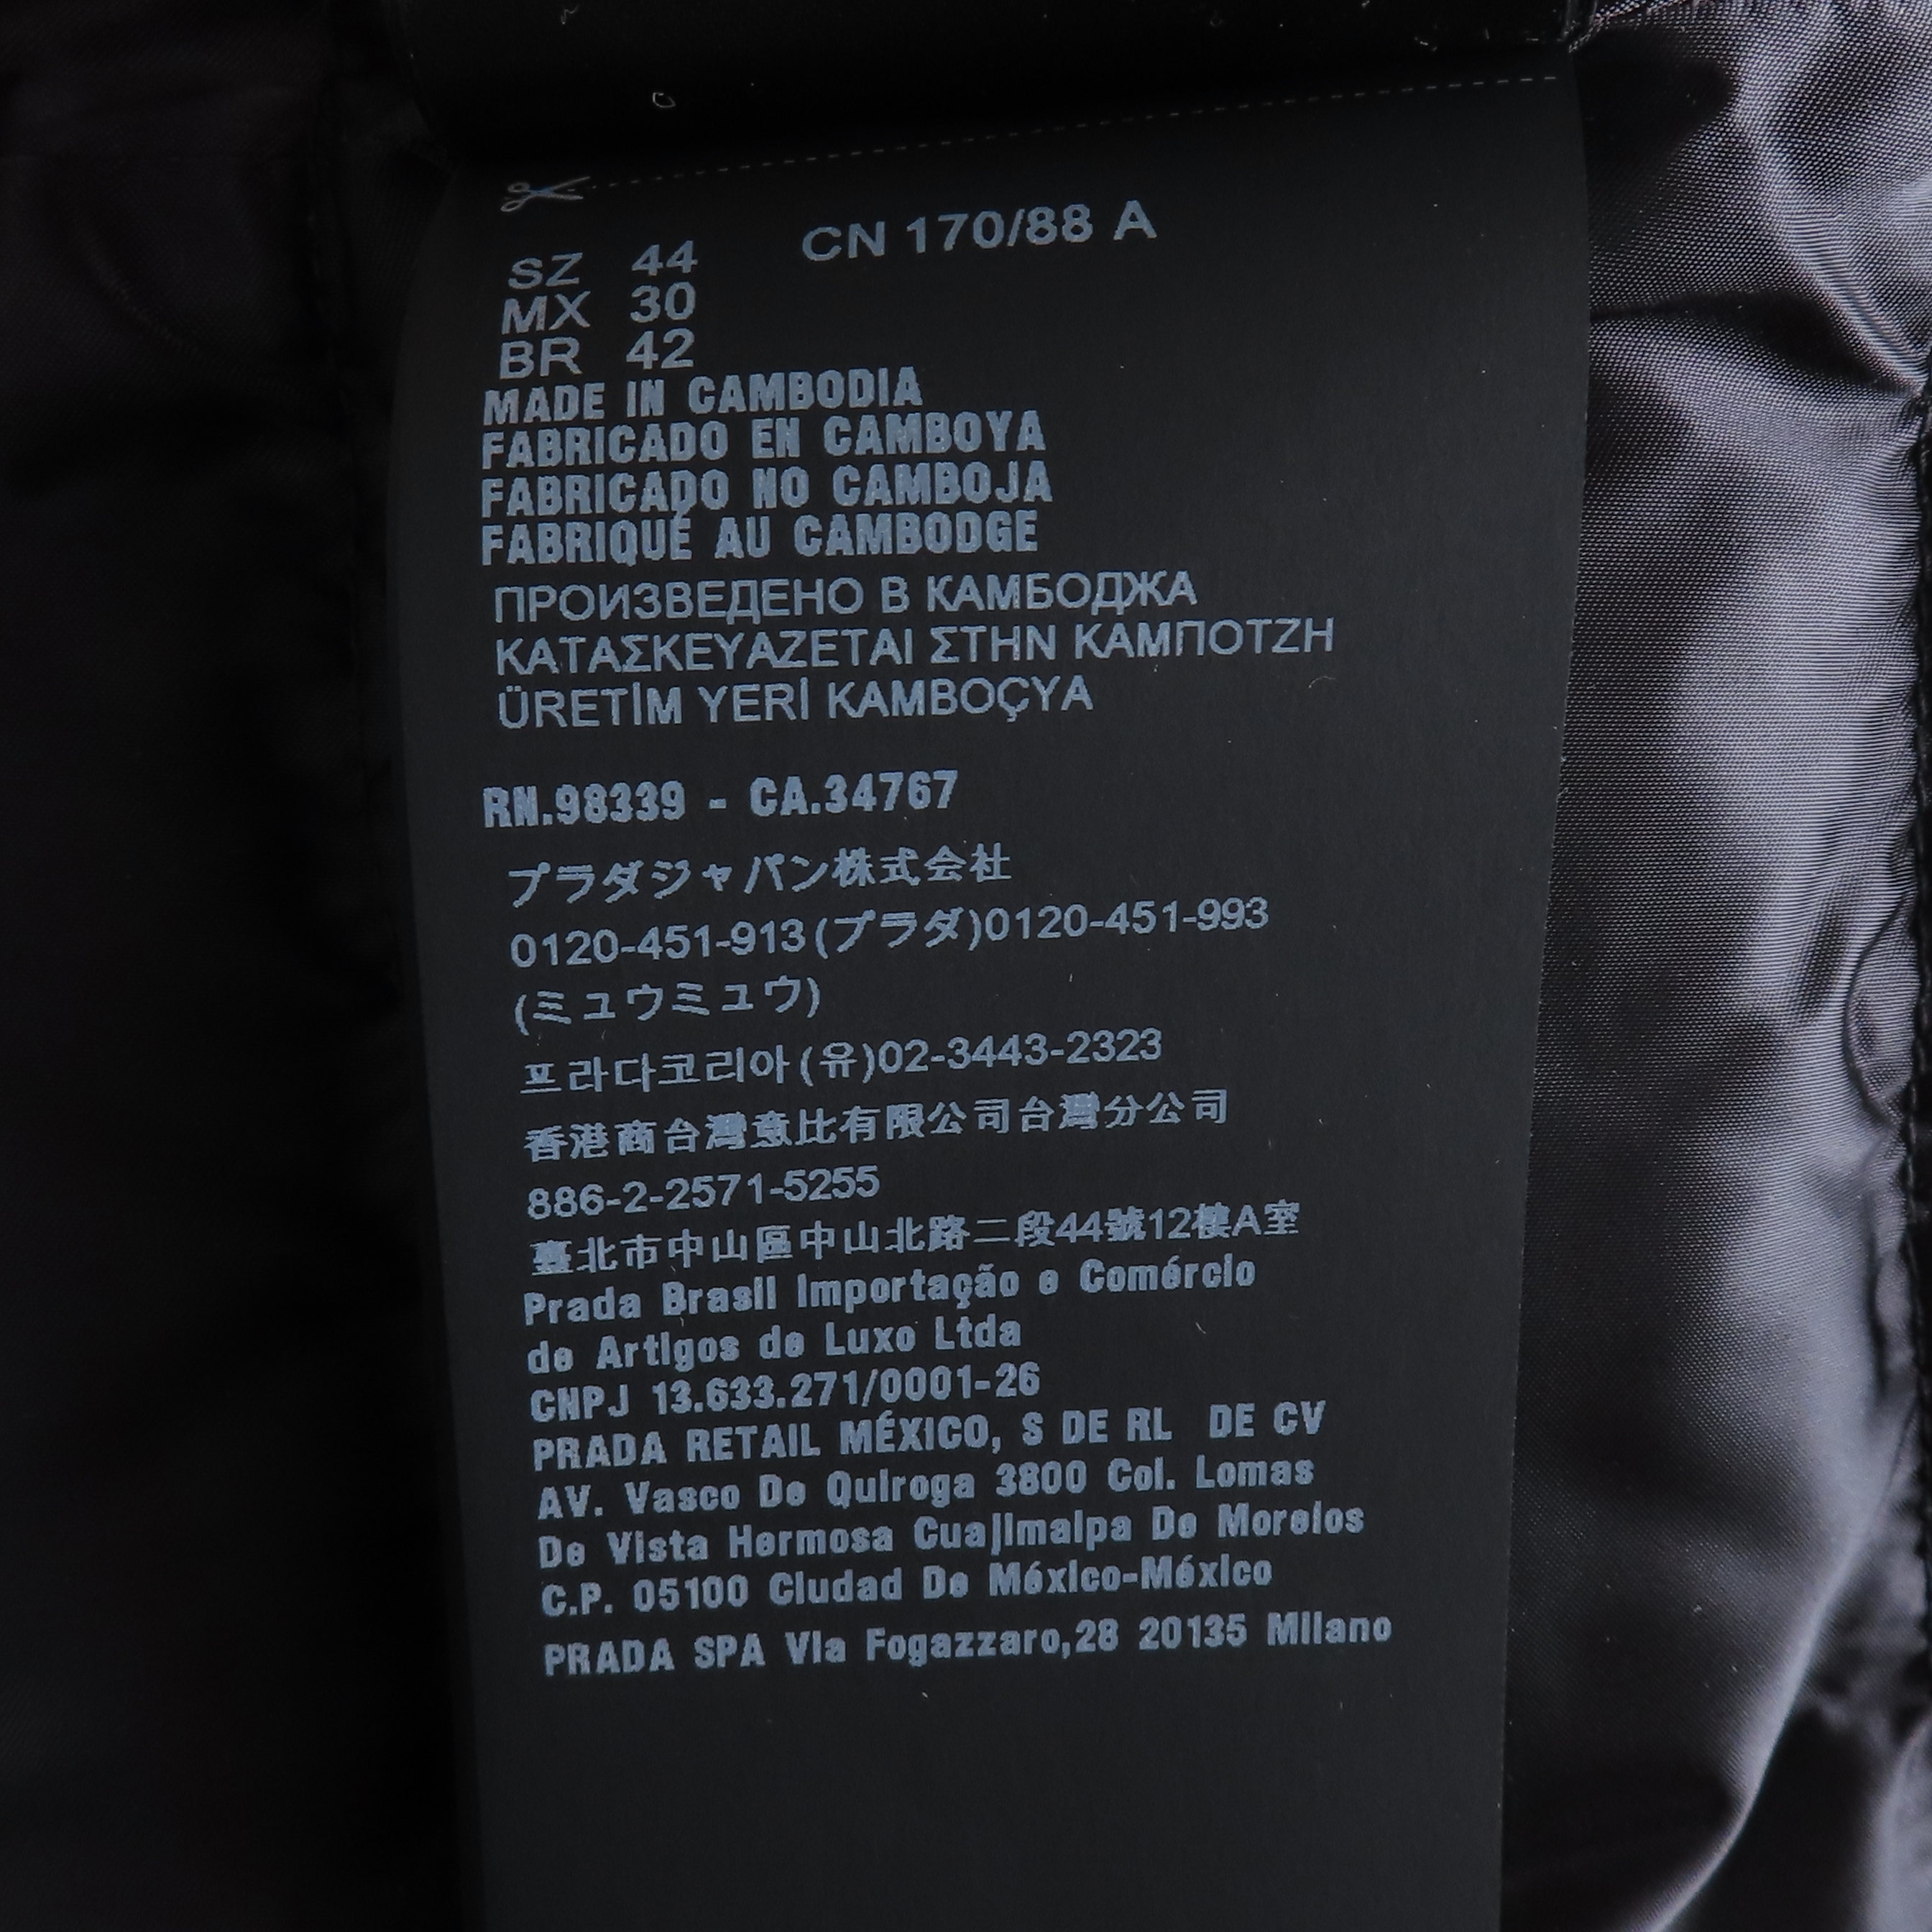 SZ 44 CN 170/88 A
MX 30
BR 42
MADE IN CAMBODIA
FABRICADO EN CAMBOYA
FABRICADO NO CAMBOJA
FABRIQUÉ AU CAMBODGE
ПРОИЗВЕДЕНО В КАМБОДЖА
ΚΑΤΑΣΚΕΥΑΖΕΤΑΙ ΣΤΗΝ ΚΑΜΠΟΤΖΗ
ÜRETİM YERİ KAMBOÇYA
RN.98339 - CA.34767
プラダジャパン株式会社
0120-451-913(プラダ)0120-451-993
(ミュウミュウ)
프라다코리아(유)02-3443-2323
香港商台灣意比有限公司台灣分公司
886-2-2571-5255
臺北市中山區中山北路二段44號12樓A室
Prada Brasil Importação e Comércio
de Artigos de Luxo Ltda
CNPJ 13.633.271/0001-26
PRADA RETAIL MÉXICO, S DE RL DE CV
AV. Vasco De Quiroga 3800 Col. Lomas
De Vista Hermosa Cuajimalpa De Morelos
C.P. 05100 Ciudad De México-México
PRADA SPA Via Fogazzaro,28 20135 Milano